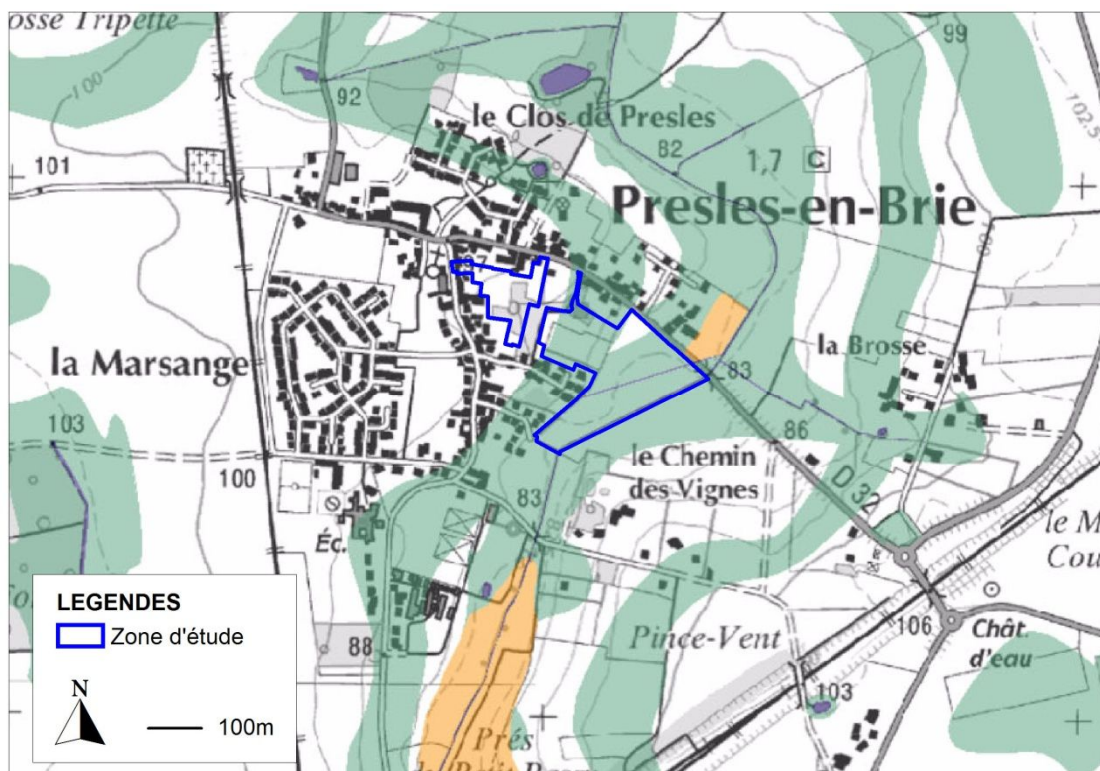 osse Tripette
99
100
92
le Clos de Presles
82
1,7
C
102.5
101
Presles-en-Brie
97
la Marsange
la Brosse
83
103
86
100
le Chemin
des Vignes
D 32
83
Éc.
le M
Cou
LEGENDES
Zone d'étude
Pince-Vent
106
Chât.
d'eau
88
N
100m
103
Prés